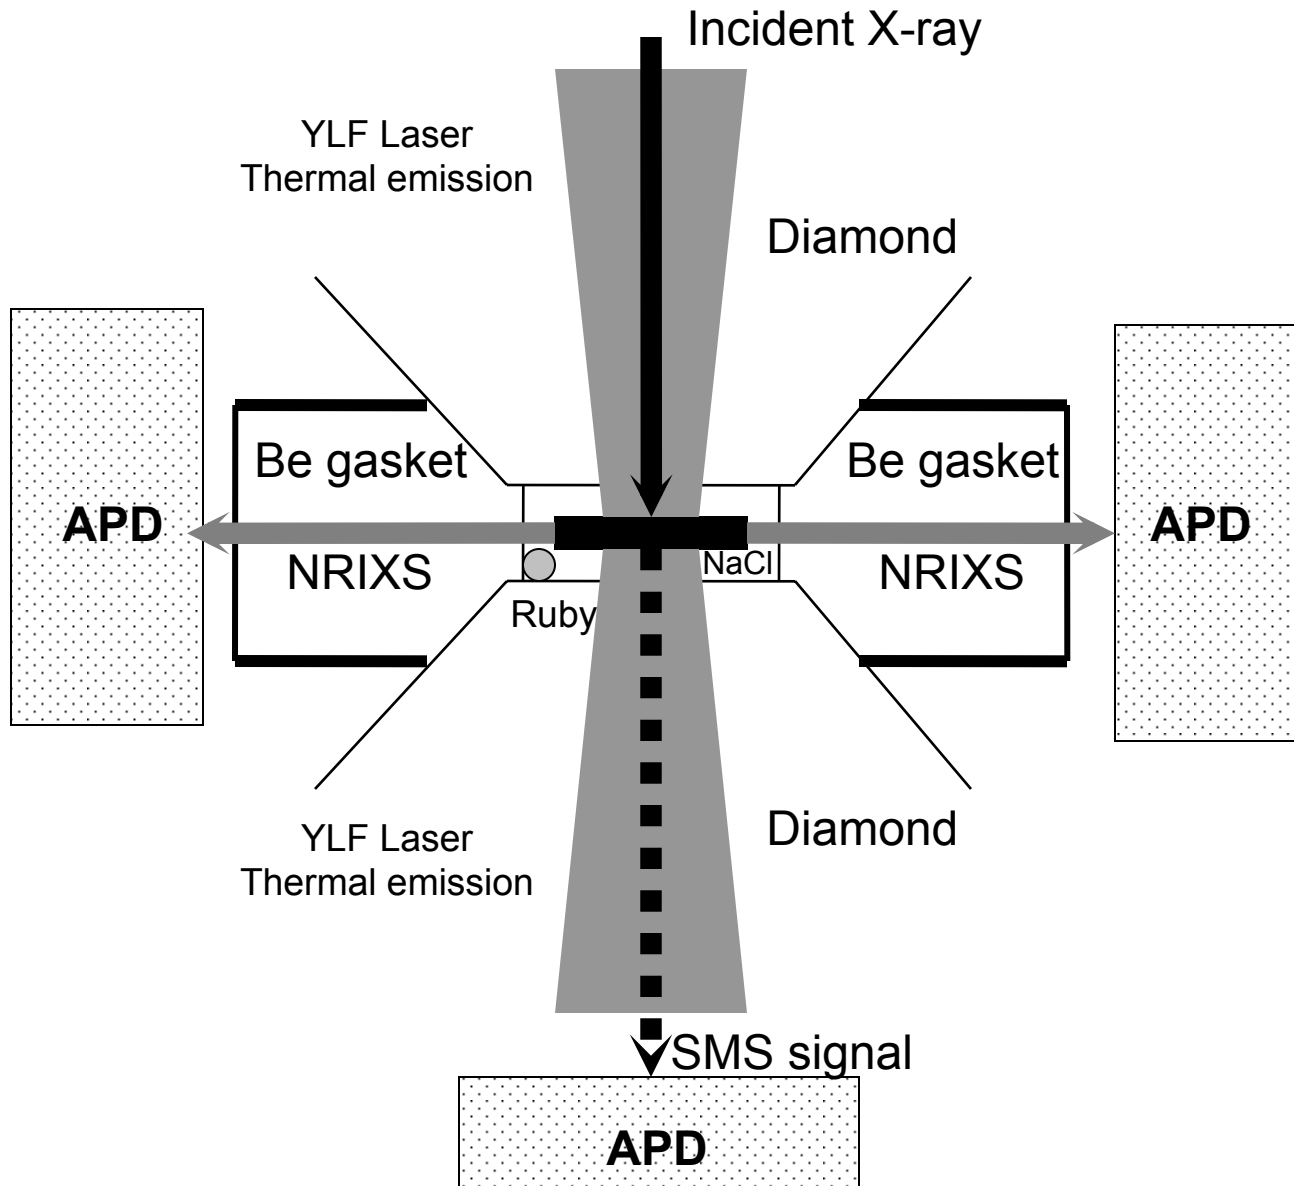 Incident X-ray
YLF Laser
Thermal emission
Diamond
Be gasket
Be gasket
APD
APD
NRIXS
NaCl
NRIXS
Ruby
YLF Laser
Thermal emission
Diamond
SMS signal
APD